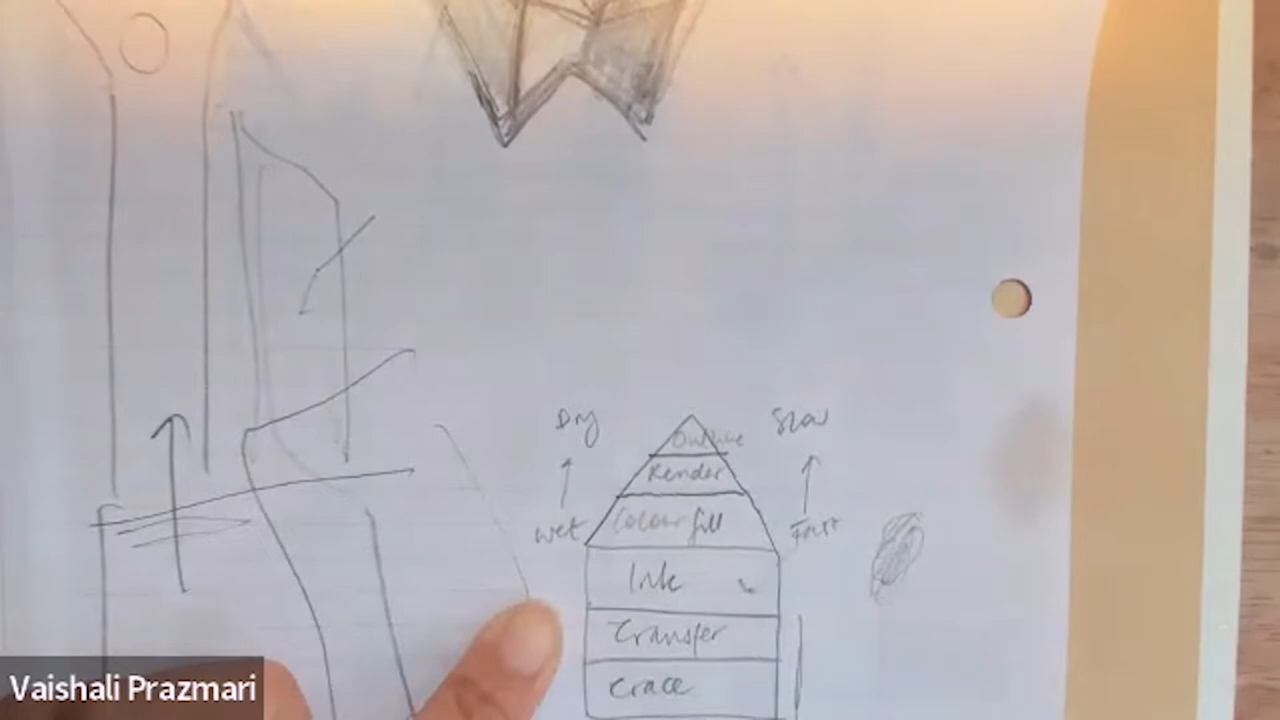 Dry
Slow
Outline
Render
Wet
Colour fill
Fast
Ink
Transfer
Trace
Vaishali Prazmari